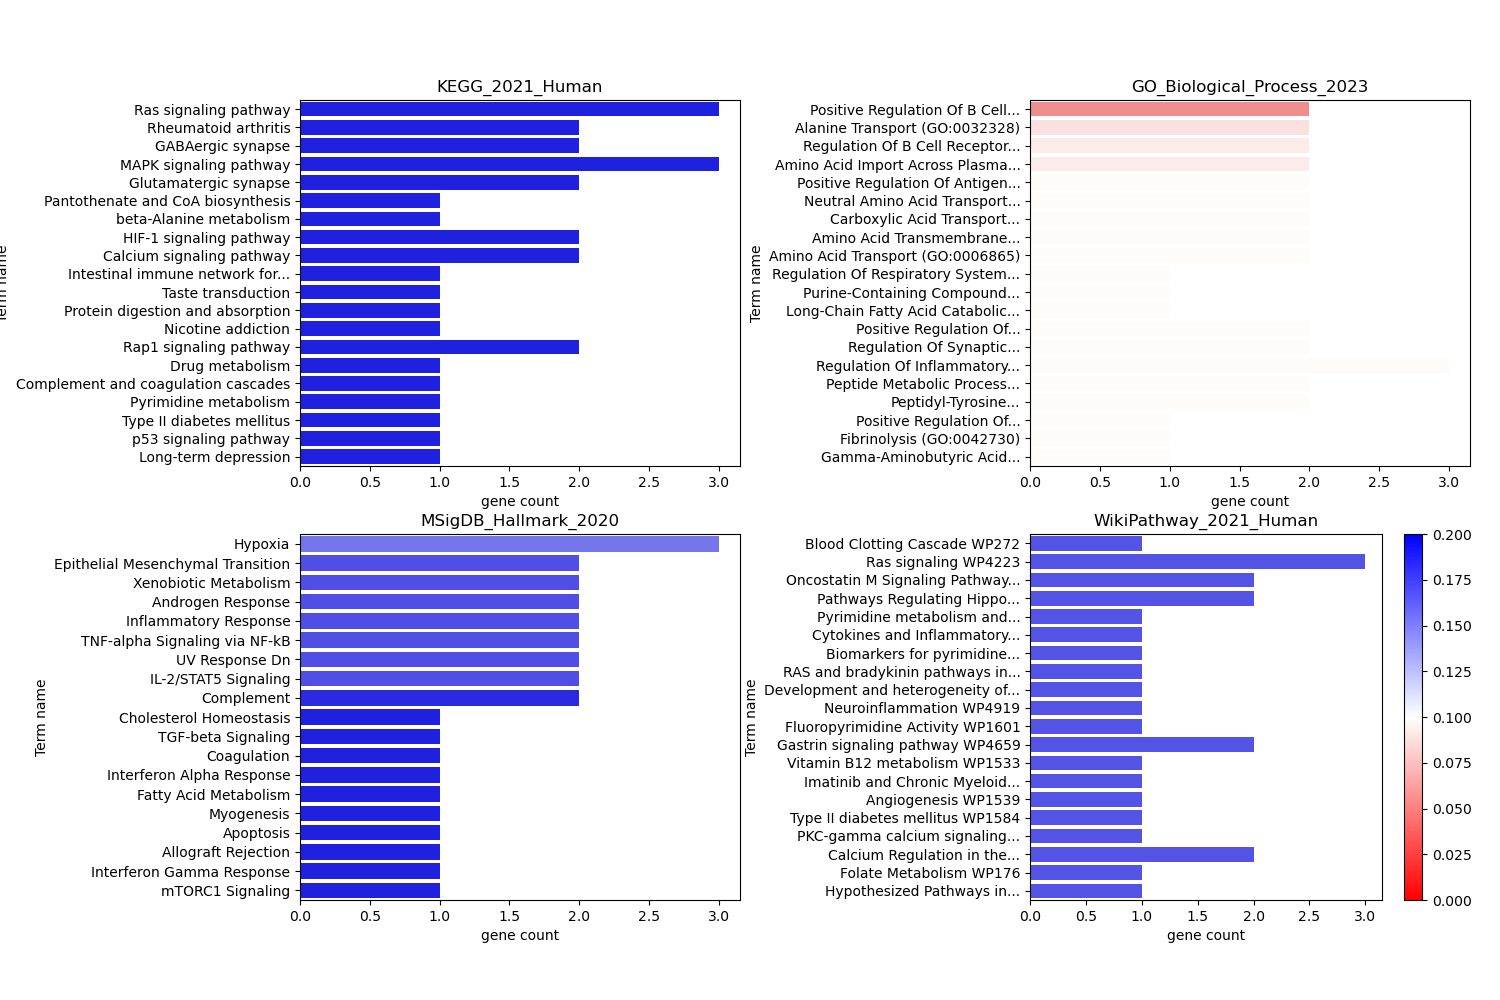 KEGG_2021_Human
Ras signaling pathway
Rheumatoid arthritis
GABAergic synapse
MAPK signaling pathway
Glutamatergic synapse
Pantothenate and CoA biosynthesis
beta-Alanine metabolism
HIF-1 signaling pathway
Calcium signaling pathway
Intestinal immune network for...
Taste transduction
Protein digestion and absorption
Nicotine addiction
Rap1 signaling pathway
Drug metabolism
Complement and coagulation cascades
Pyrimidine metabolism
Type II diabetes mellitus
p53 signaling pathway
Long-term depression
Term name
0.0 0.5 1.0 1.5 2.0 2.5 3.0
gene count
GO_Biological_Process_2023
Positive Regulation Of B Cell...
Alanine Transport (GO:0032328)
Regulation Of B Cell Receptor...
Amino Acid Import Across Plasma...
Positive Regulation Of Antigen...
Neutral Amino Acid Transport...
Carboxylic Acid Transport...
Amino Acid Transmembrane...
Amino Acid Transport (GO:0006865)
Regulation Of Respiratory System...
Purine-Containing Compound...
Long-Chain Fatty Acid Catabolic...
Positive Regulation Of...
Regulation Of Synaptic...
Regulation Of Inflammatory...
Peptide Metabolic Process...
Peptidyl-Tyrosine...
Positive Regulation Of...
Fibrinolysis (GO:0042730)
Gamma-Aminobutyric Acid...
Term name
0.0 0.5 1.0 1.5 2.0 2.5 3.0
gene count
MSigDB_Hallmark_2020
Hypoxia
Epithelial Mesenchymal Transition
Xenobiotic Metabolism
Androgen Response
Inflammatory Response
TNF-alpha Signaling via NF-kB
UV Response Dn
IL-2/STAT5 Signaling
Complement
Cholesterol Homeostasis
TGF-beta Signaling
Coagulation
Interferon Alpha Response
Fatty Acid Metabolism
Myogenesis
Apoptosis
Allograft Rejection
Interferon Gamma Response
mTORC1 Signaling
Term name
0.0 0.5 1.0 1.5 2.0 2.5 3.0
gene count
WikiPathway_2021_Human
Blood Clotting Cascade WP272
Ras signaling WP4223
Oncostatin M Signaling Pathway...
Pathways Regulating Hippo...
Pyrimidine metabolism and...
Cytokines and Inflammatory...
Biomarkers for pyrimidine...
RAS and bradykinin pathways in...
Development and heterogeneity of...
Neuroinflammation WP4919
Fluoropyrimidine Activity WP1601
Gastrin signaling pathway WP4659
Vitamin B12 metabolism WP1533
Imatinib and Chronic Myeloid...
Angiogenesis WP1539
Type II diabetes mellitus WP1584
PKC-gamma calcium signaling...
Calcium Regulation in the...
Folate Metabolism WP176
Hypothesized Pathways in...
Term name
0.0 0.5 1.0 1.5 2.0 2.5 3.0
gene count
0.200
0.175
0.150
0.125
0.100
0.075
0.050
0.025
0.000